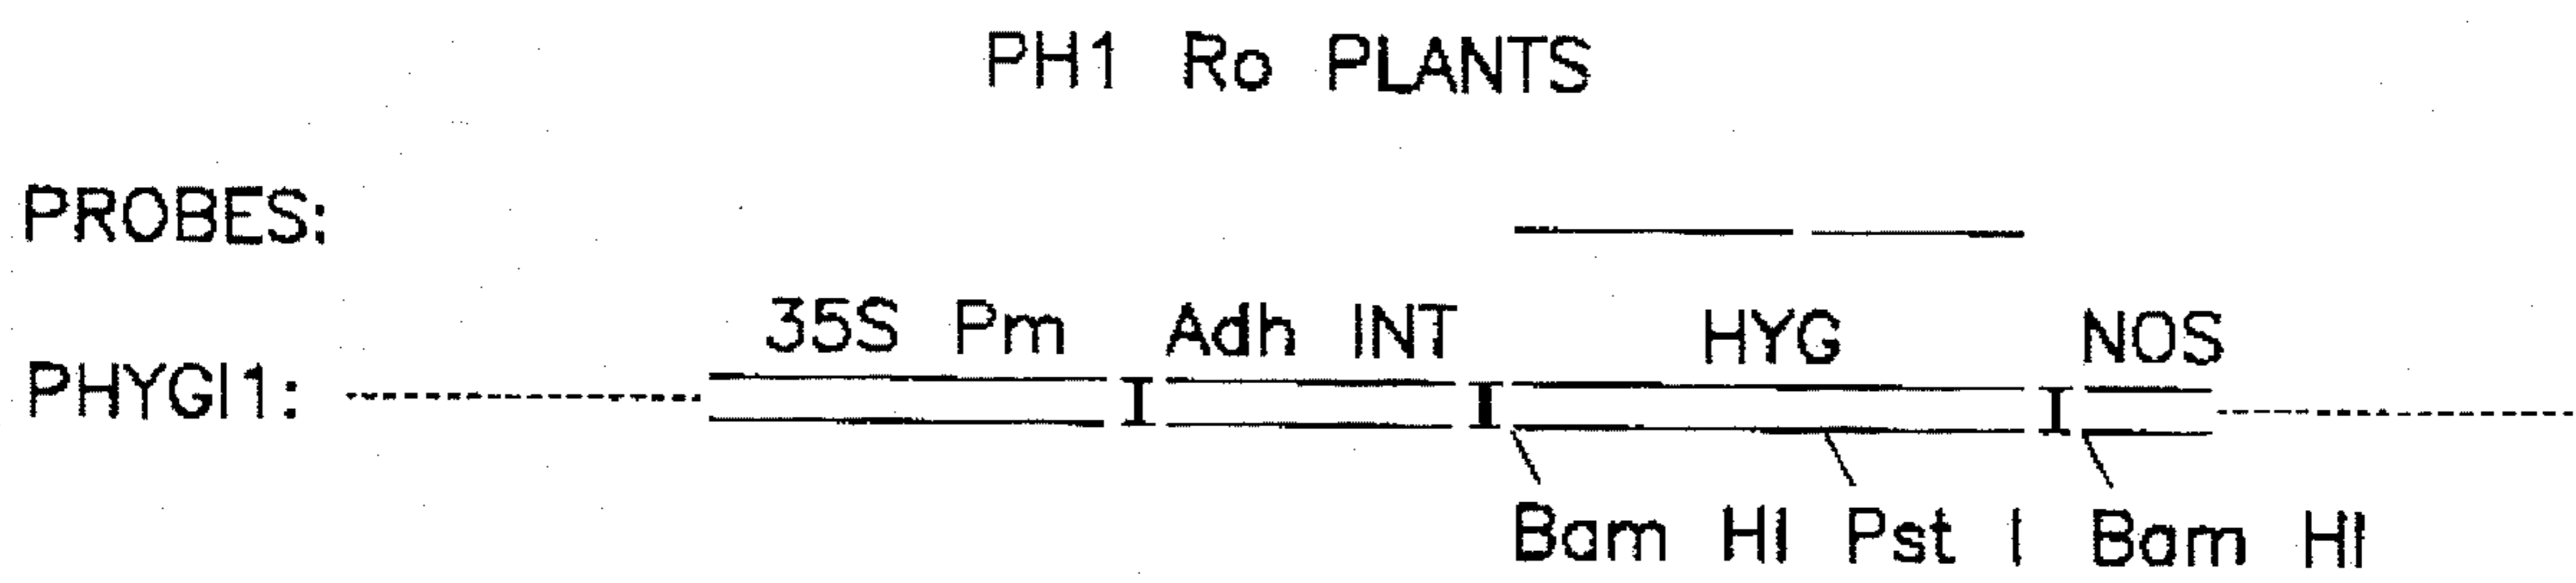 PH1 Ro PLANTS
PROBES:
35S Pm Adh INT HYG NOS
PHYGI1:
Bam HI Pst I Bam HI